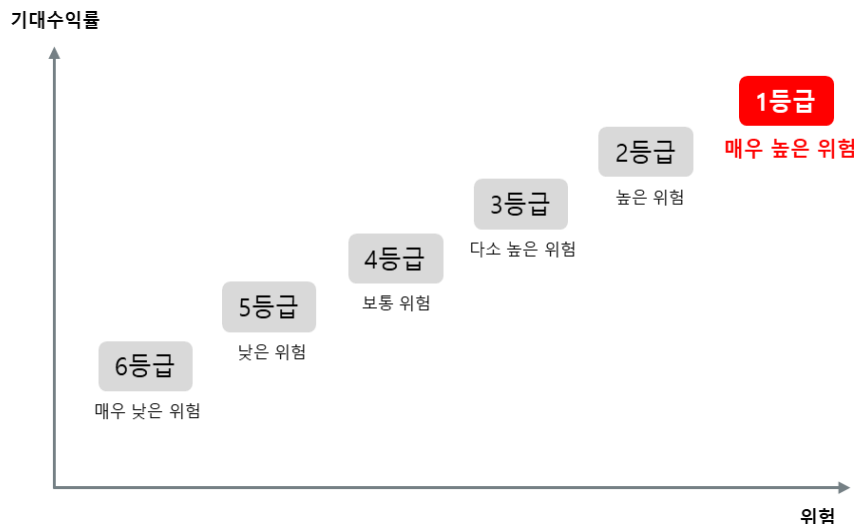 기대수익률
1등급
매우 높은 위험
2등급
높은 위험
3등급
다소 높은 위험
4등급
보통 위험
5등급
낮은 위험
6등급
매우 낮은 위험
위험